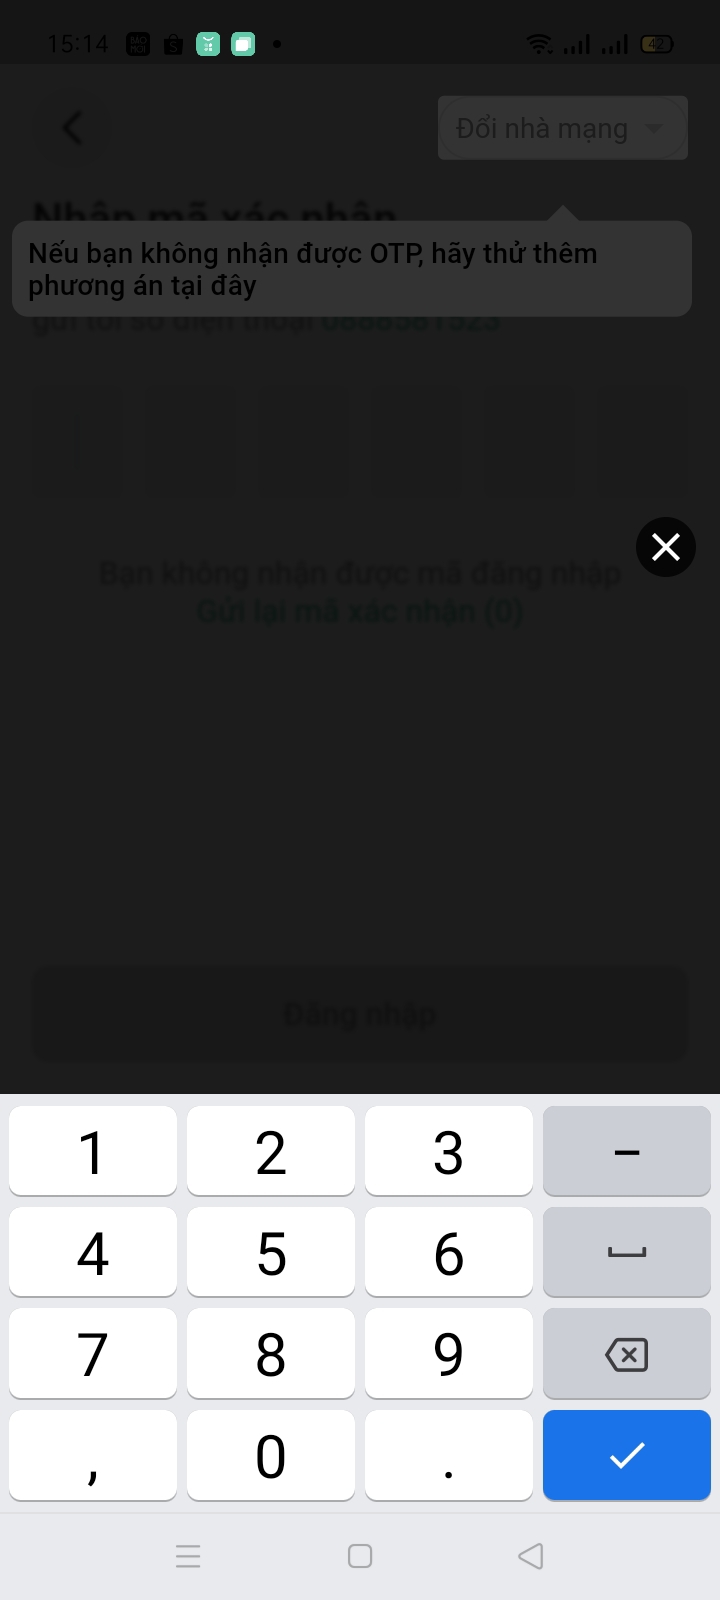 15:14
42
Đổi nhà mạng
Nhập mã xác nhận
Nếu bạn không nhận được OTP, hãy thử thêm
phương án tại đây
gửi tới số điện thoại
Bạn không nhận được mã đăng nhập
Gửi lại mã xác nhận (0)
Đăng nhập
1 2 3 –
4 5 6
7 8 9
, 0 .